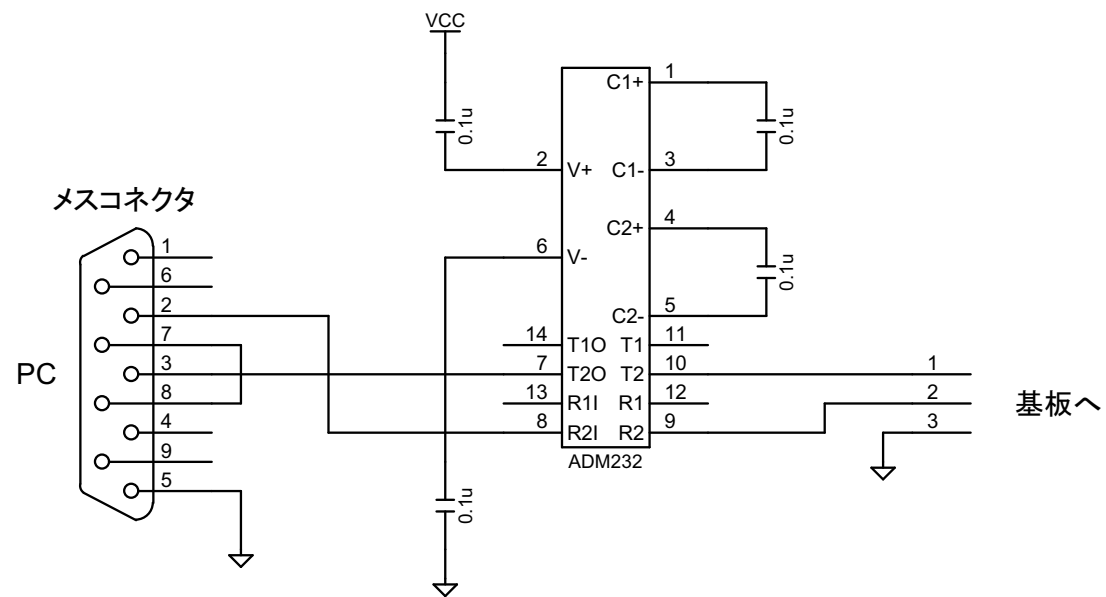 VCC
0.1u
C1+ 1
0.1u
2 V+ C1- 3
メスコネクタ
C2+ 4
6 V-
0.1u
C2- 5
1
6
2
7
3
8
4
9
5
PC
14 T1O T1 11
7 T2O T2 10
13 R1I R1 12
8 R2I R2 9
ADM232
1
2
3
基板へ
0.1u